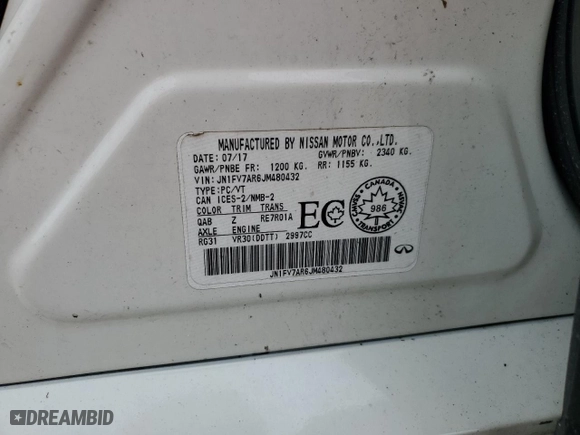 MANUFACTURED BY NISSAN MOTOR CO., LTD.
DATE: 07/17 GVWR/PNBV: 2340 KG.
GAWR/PNBE FR: 1200 KG. RR: 1155 KG.
VIN: JN1FV7AR6JM480432
TYPE: PC/VT
CAN ICES-2/NMB-2
COLOR TRIM TRANS
QAB Z RE7R01A
AXLE ENGINE
RG31 VR30(DDTT) 2997CC
EC
CANADA
986
TRANSPORT
JN1FV7AR6JM480432
DREAMBID